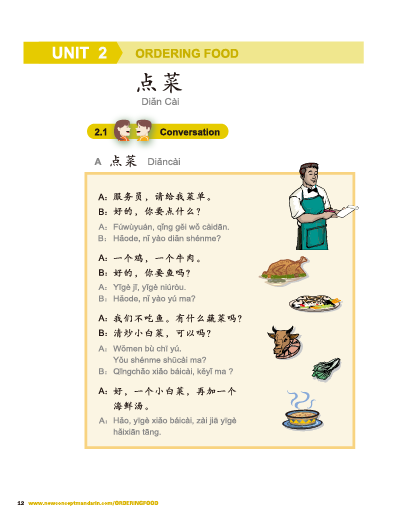 UNIT 2 ORDERING FOOD
点菜
Diǎn Cài
2.1 Conversation
A 点菜 Diǎncài
A: 服务员，请给我菜单。
B: 好的，你要点什么？
A: Fúwùyuán, qǐng gěi wǒ càidān.
B: Hǎode, nǐ yào diǎn shénme?
A: 一个鸡，一个牛肉。
B: 好的，你要鱼吗？
A: Yīgè jī, yīgè niúròu.
B: Hǎode, nǐ yào yú ma?
A: 我们不吃鱼。有什么蔬菜吗？
B: 清炒小白菜，可以吗？
A: Wǒmen bù chī yú.
Yǒu shénme shūcài ma?
B: Qīngchǎo xiǎo báicài, kěyǐ ma ?
A: 好，一个小白菜，再加一个
海鲜汤。
A: Hǎo, yīgè xiǎo báicài, zài jiā yīgè
hǎixiān tāng.
12 www.newconceptmandarin.com/ORDERINGFOOD